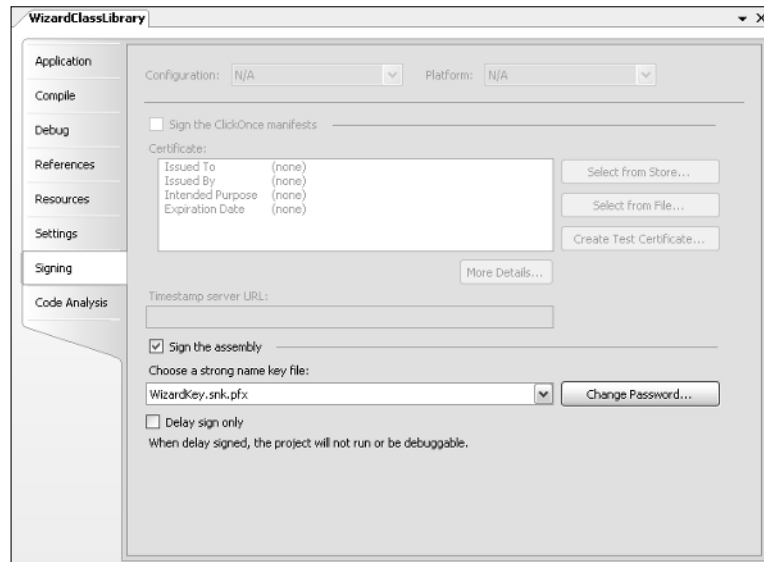 WizardClassLibrary
Application
Compile
Debug
References
Resources
Settings
Signing
Code Analysis
Configuration: N/A Platform: N/A
Sign the ClickOnce manifests
Certificate:
Issued To (none)
Issued By (none)
Intended Purpose (none)
Expiration Date (none)
Select from Store...
Select from File...
Create Test Certificate...
More Details...
Timestamp server URL:
Sign the assembly
Choose a strong name key file:
WizardKey.snk.pfx
Change Password...
Delay sign only
When delay signed, the project will not run or be debuggable.